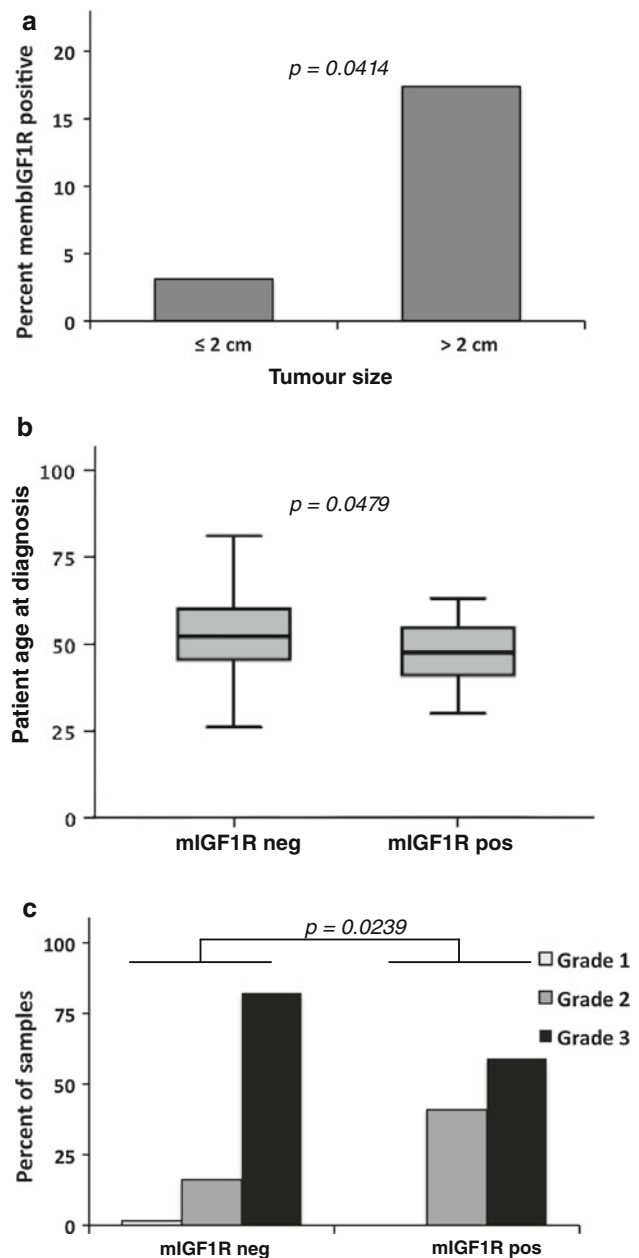 a
Percent membIGF1R positive
20
15
10
5
0
p = 0.0414
≤ 2 cm
> 2 cm
Tumour size
b
Patient age at diagnosis
100
75
50
25
0
p = 0.0479
mIGF1R neg
mIGF1R pos
c
Percent of samples
100
75
50
25
0
p = 0.0239
Grade 1
Grade 2
Grade 3
mIGF1R neg
mIGF1R pos